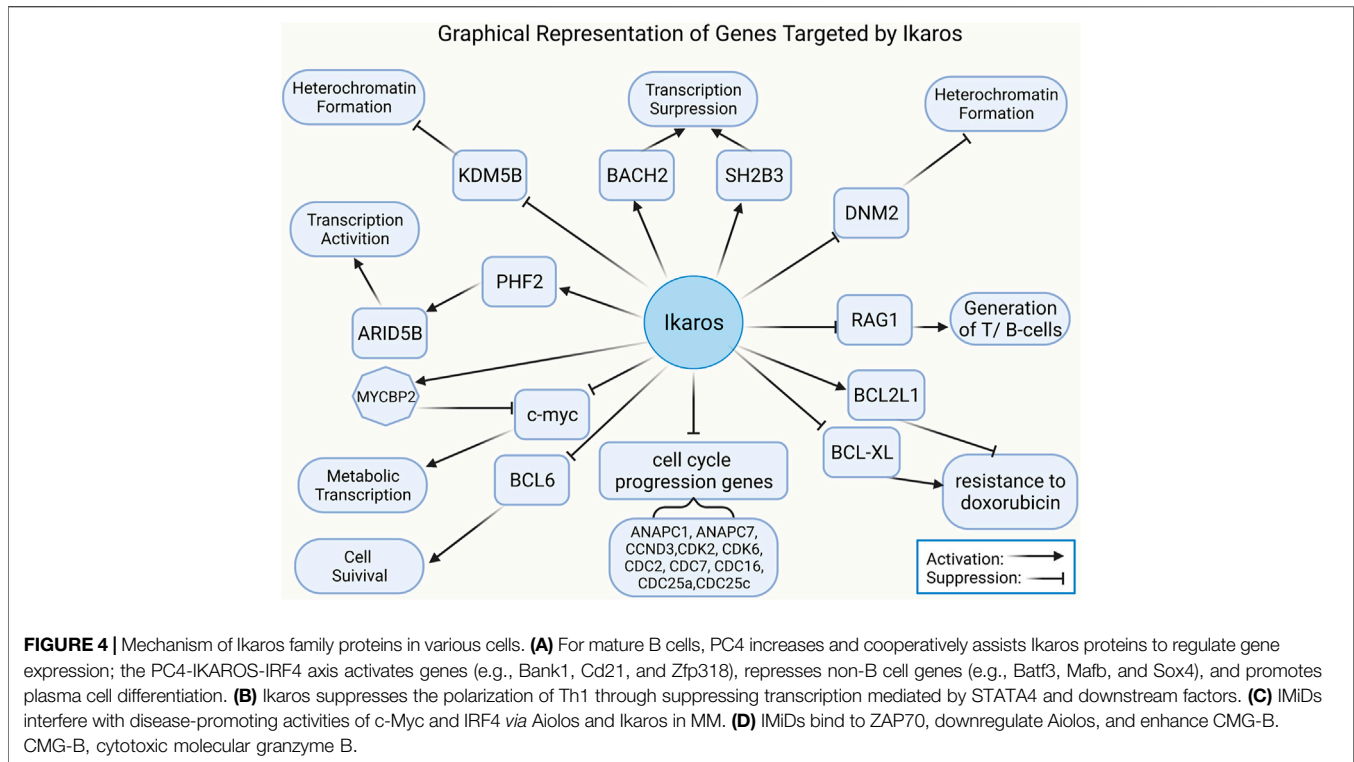 Graphical Representation of Genes Targeted by Ikaros
Heterochromatin
Formation
Transcription
Surpression
Heterochromatin
Formation
KDM5B
BACH2
SH2B3
DNM2
Transcription
Activition
PHF2
ARID5B
Ikaros
RAG1
Generation
of T/ B-cells
MYCBP2
c-myc
BCL2L1
BCL-XL
Metabolic
Transcription
BCL6
cell cycle
progression genes
resistance to
doxorubicin
Cell
Suivival
ANAPC1, ANAPC7,
CCND3,CDK2, CDK6,
CDC2, CDC7, CDC16,
CDC25a,CDC25c
Activation:
Suppression:
FIGURE 4 | Mechanism of Ikaros family proteins in various cells. (A) For mature B cells, PC4 increases and cooperatively assists Ikaros proteins to regulate gene
expression; the PC4-IKAROS-IRF4 axis activates genes (e.g., Bank1, Cd21, and Zfp318), represses non-B cell genes (e.g., Batf3, Mafb, and Sox4), and promotes
plasma cell differentiation. (B) Ikaros suppresses the polarization of Th1 through suppressing transcription mediated by STATA4 and downstream factors. (C) IMiDs
interfere with disease-promoting activities of c-Myc and IRF4 via Aiolos and Ikaros in MM. (D) IMiDs bind to ZAP70, downregulate Aiolos, and enhance CMG-B.
CMG-B, cytotoxic molecular granzyme B.